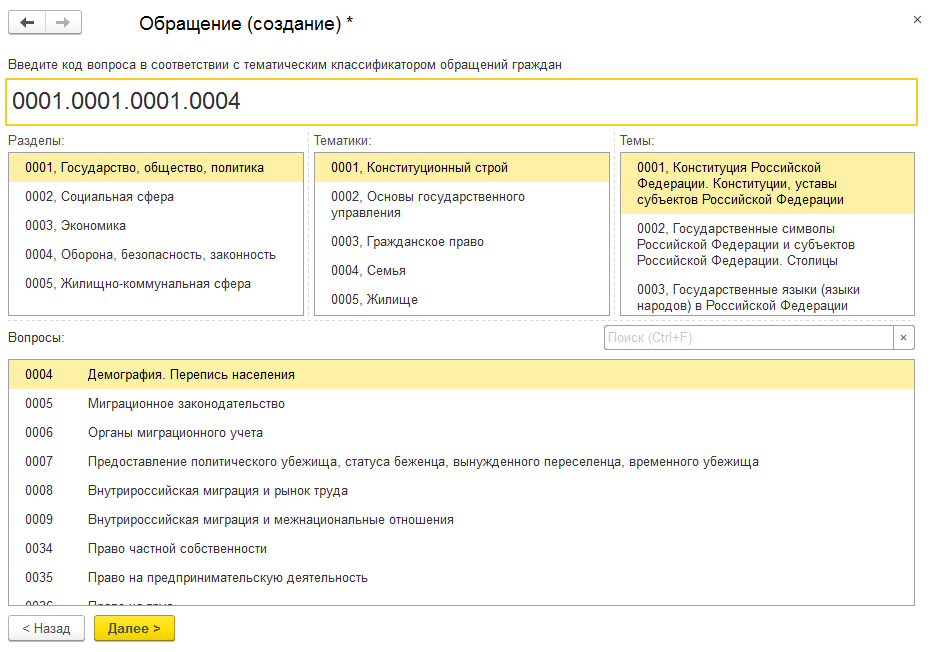 Обращение (создание) *
×
Введите код вопроса в соответствии с тематическим классификатором обращений граждан
0001.0001.0001.0004
Разделы:
0001, Государство, общество, политика
0002, Социальная сфера
0003, Экономика
0004, Оборона, безопасность, законность
0005, Жилищно-коммунальная сфера
Тематики:
0001, Конституционный строй
0002, Основы государственного
управления
0003, Гражданское право
0004, Семья
0005, Жилище
Темы:
0001, Конституция Российской
Федерации. Конституции, уставы
субъектов Российской Федерации
0002, Государственные символы
Российской Федерации и субъектов
Российской Федерации. Столицы
0003, Государственные языки (языки
народов) в Российской Федерации
Вопросы:
Поиск (Ctrl+F) ×
0004 Демография. Перепись населения
0005 Миграционное законодательство
0006 Органы миграционного учета
0007 Предоставление политического убежища, статуса беженца, вынужденного переселенца, временного убежища
0008 Внутрироссийская миграция и рынок труда
0009 Внутрироссийская миграция и межнациональные отношения
0034 Право частной собственности
0035 Право на предпринимательскую деятельность
< Назад
Далее >